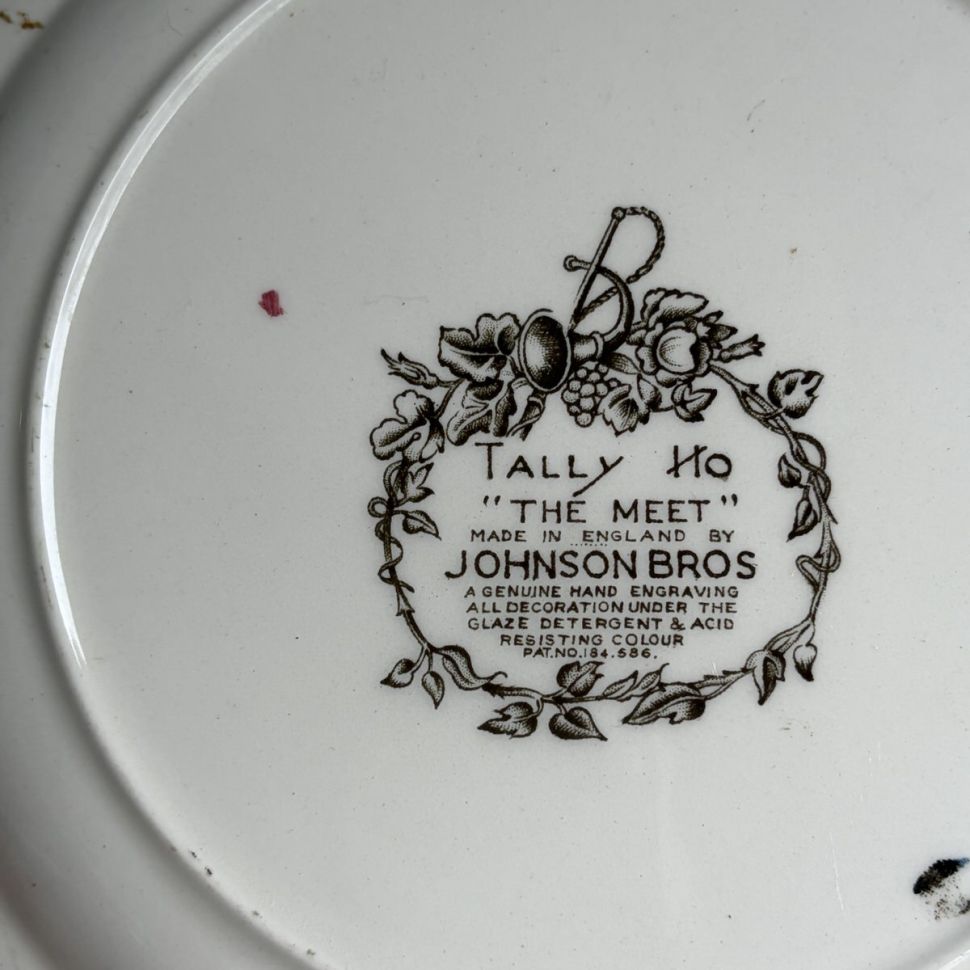 TALLY HO
"THE MEET"
MADE IN ENGLAND BY
JOHNSON BROS
A GENUINE HAND ENGRAVING
ALL DECORATION UNDER THE
GLAZE DETERGENT & ACID
RESISTING COLOUR
PAT.NO.184.586.